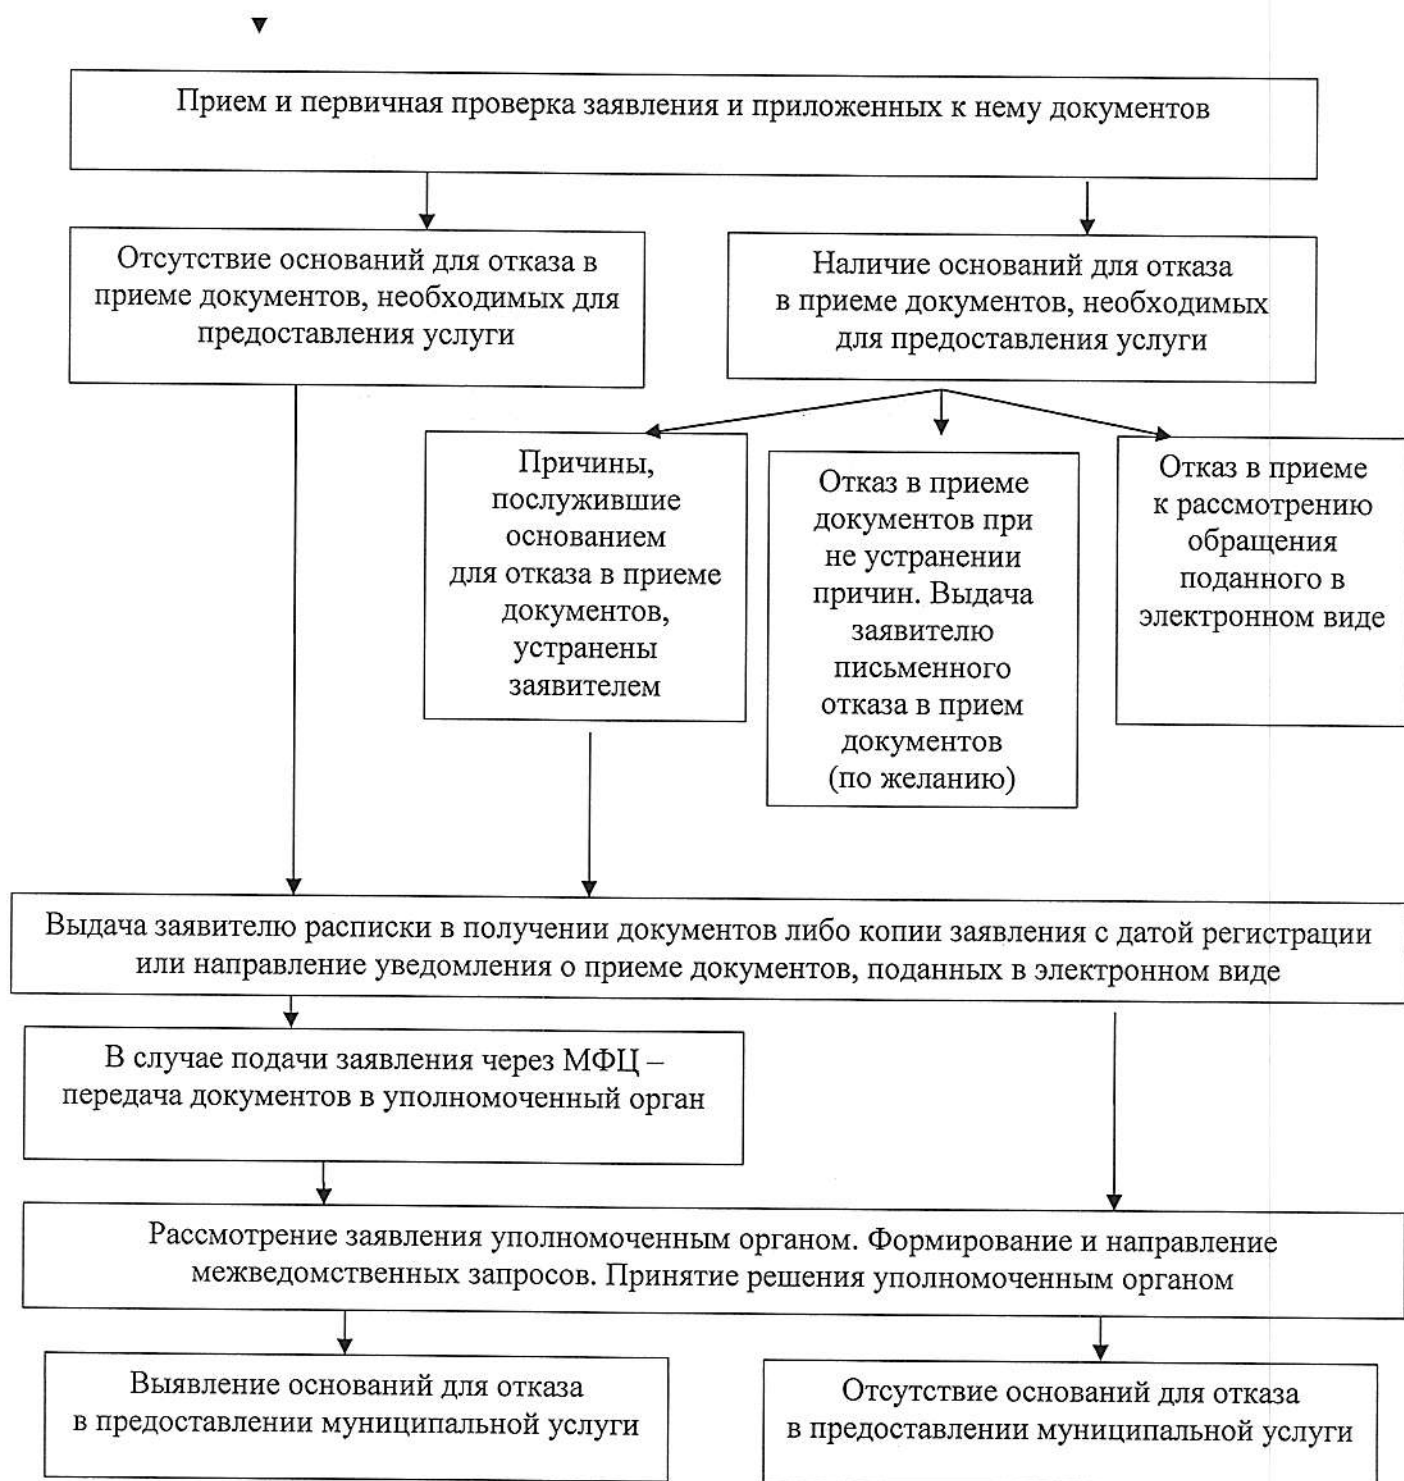 Прием и первичная проверка заявления и приложенных к нему документов
Отсутствие оснований для отказа в
приеме документов, необходимых для
предоставления услуги
Наличие оснований для отказа
в приеме документов, необходимых
для предоставления услуги
Причины,
послужившие
основанием
для отказа в приеме
документов,
устранены
заявителем
Отказ в приеме
документов при
не устранении
причин. Выдача
заявителю
письменного
отказа в прием
документов
(по желанию)
Отказ в приеме
к рассмотрению
обращения
поданного в
электронном виде
Выдача заявителю расписки в получении документов либо копии заявления с датой регистрации
или направление уведомления о приеме документов, поданных в электронном виде
В случае подачи заявления через МФЦ –
передача документов в уполномоченный орган
Рассмотрение заявления уполномоченным органом. Формирование и направление
межведомственных запросов. Принятие решения уполномоченным органом
Выявление оснований для отказа
в предоставлении муниципальной услуги
Отсутствие оснований для отказа
в предоставлении муниципальной услуги